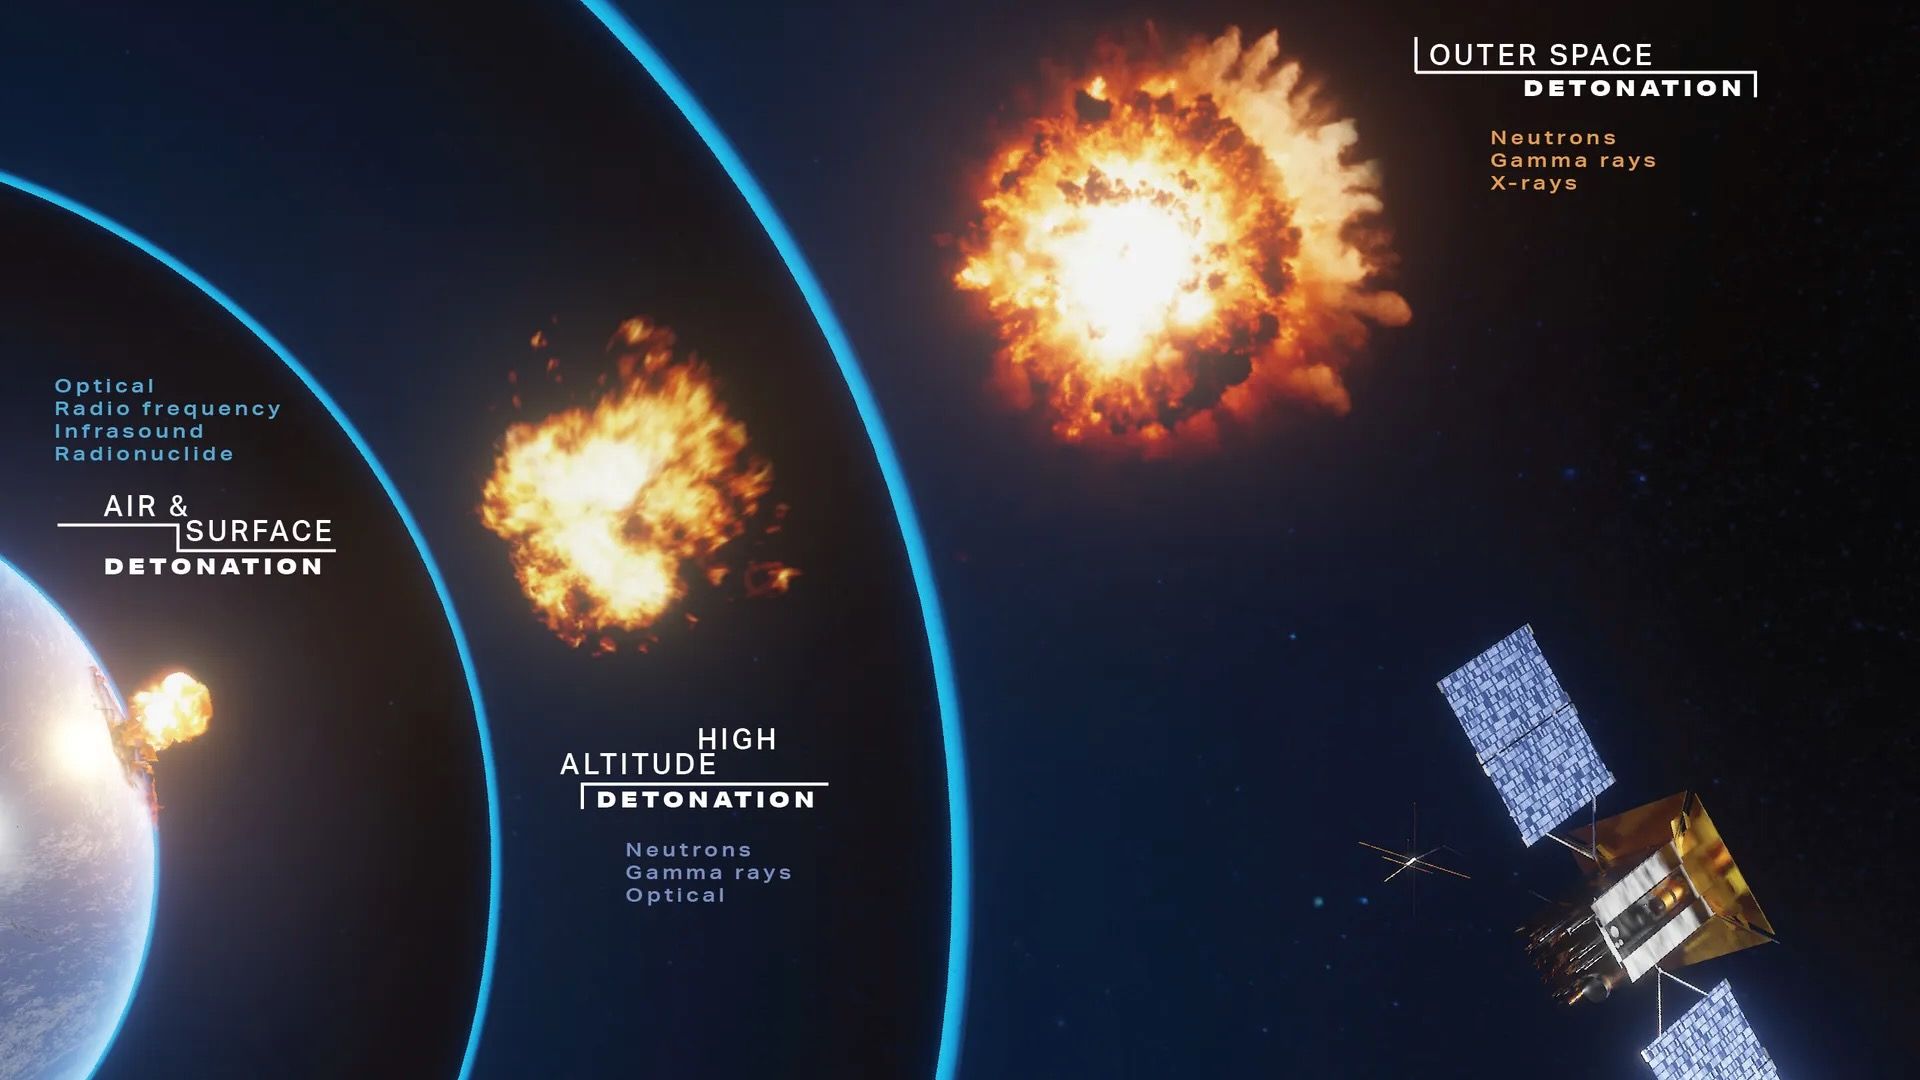 OUTER SPACE
DETONATION
Neutrons
Gamma rays
X-rays
Optical
Radio frequency
Infrasound
Radionuclide
AIR &
SURFACE
DETONATION
HIGH
ALTITUDE
DETONATION
Neutrons
Gamma rays
Optical